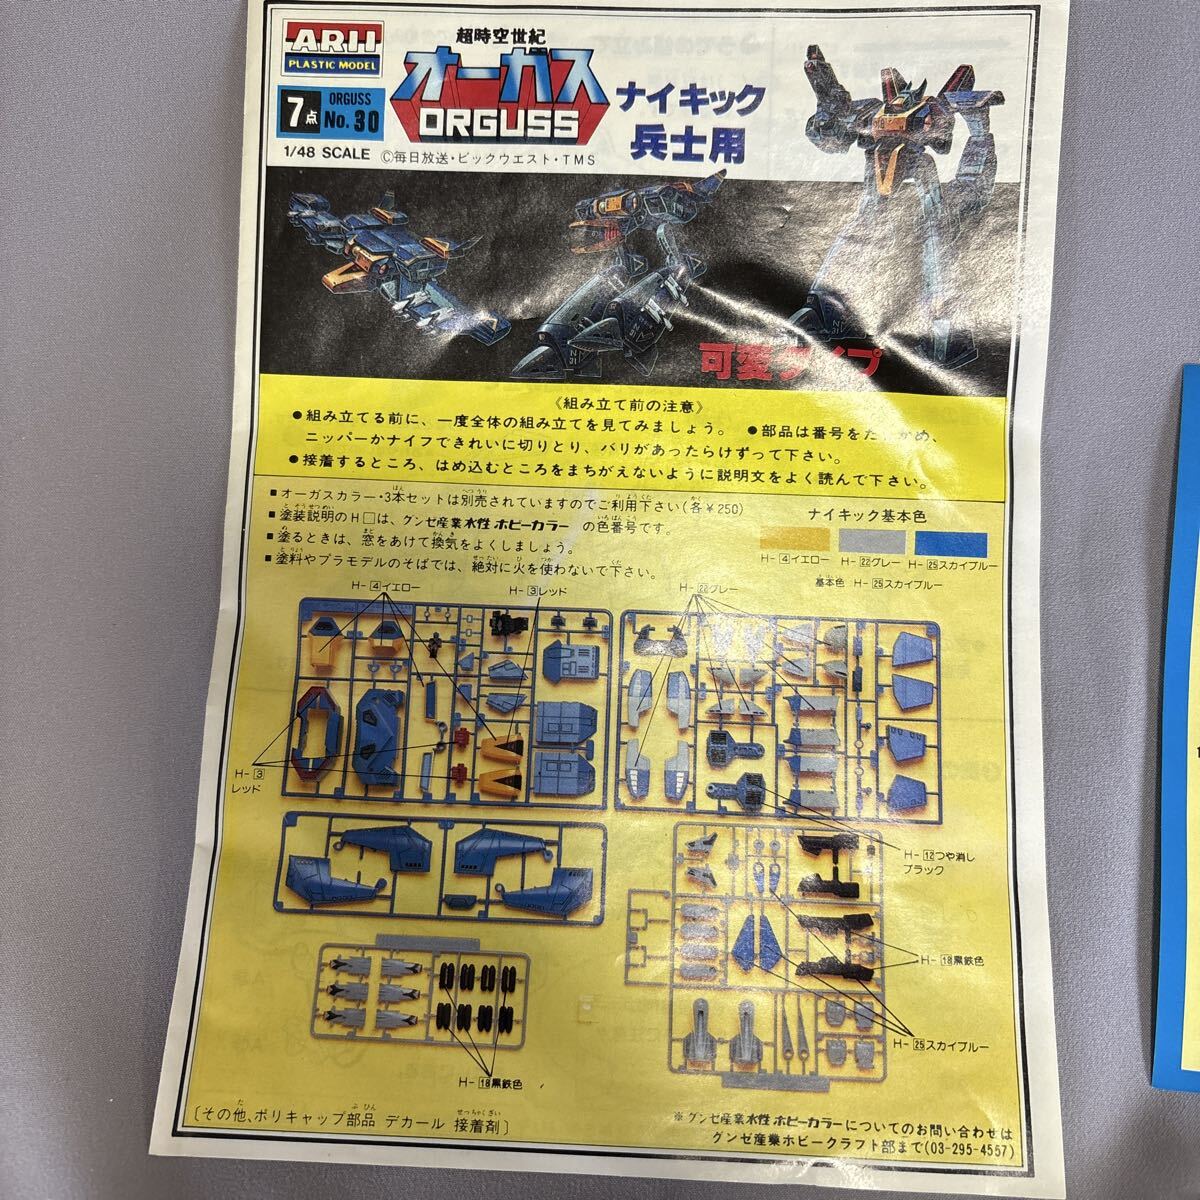 ARII
PLASTIC MODEL
7点
ORGUSS
No. 30
1/48 SCALE
超時空世紀
オーガス
ORGUSS
©毎日放送・ビックウエスト・TMS
ナイキック
兵士用
可変タイプ
《組み立て前の注意》
●組み立てる前に、一度全体の組み立てを見てみましょう。 ●部品は番号をたしかめ、
ニッパーかナイフできれいに切りとり、バリがあったらけずって下さい。
●接着するところ、はめ込むところをまちがえないように説明文をよく読んで下さい。
■オーガスカラー・3本セットは別売されていますのでご利用下さい(各¥250)
■塗装説明のH□は、グンゼ産業水性ホビーカラーの色番号です。
■塗るときは、窓をあけて換気をよくしましょう。
■塗料やプラモデルのそばでは、絶対に火を使わないで下さい。
ナイキック基本色
H-4イエロー H-22グレー H-25スカイブルー
基本色 H-25スカイブルー
H-4イエロー
H-3レッド
H-22グレー
H-3
レッド
H-12つや消し
ブラック
H-18黒鉄色
H-25スカイブルー
H-18黒鉄色
〔その他、ポリキャップ部品 デカール 接着剤〕
※グンゼ産業水性ホビーカラーについてのお問い合わせは
グンゼ産業ホビークラフト部まで(03-295-4557)